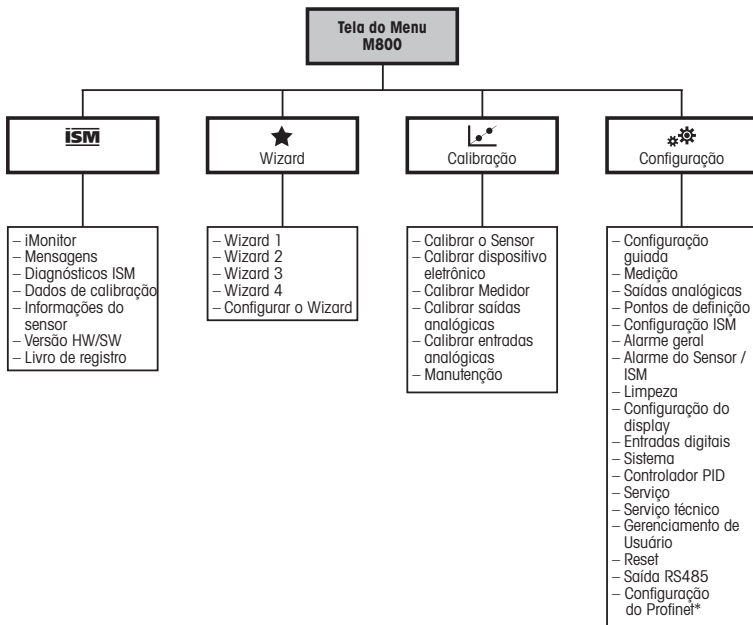 Tela do Menu
M800
ISM
Wizard
Calibração
Configuração
– iMonitor
– Mensagens
– Diagnósticos ISM
– Dados de calibração
– Informações do
sensor
– Versão HW/SW
– Livro de registro
– Wizard 1
– Wizard 2
– Wizard 3
– Wizard 4
– Configurar o Wizard
– Calibrar o Sensor
– Calibrar dispositivo
eletrônico
– Calibrar Medidor
– Calibrar saídas
analógicas
– Calibrar entradas
analógicas
– Manutenção
– Configuração
guiada
– Medição
– Saídas analógicas
– Pontos de definição
– Configuração ISM
– Alarme geral
– Alarme do Sensor /
ISM
– Limpeza
– Configuração do
display
– Entradas digitais
– Sistema
– Controlador PID
– Serviço
– Serviço técnico
– Gerenciamento de
Usuário
– Reset
– Saída RS485
– Configuração
do Profinet*